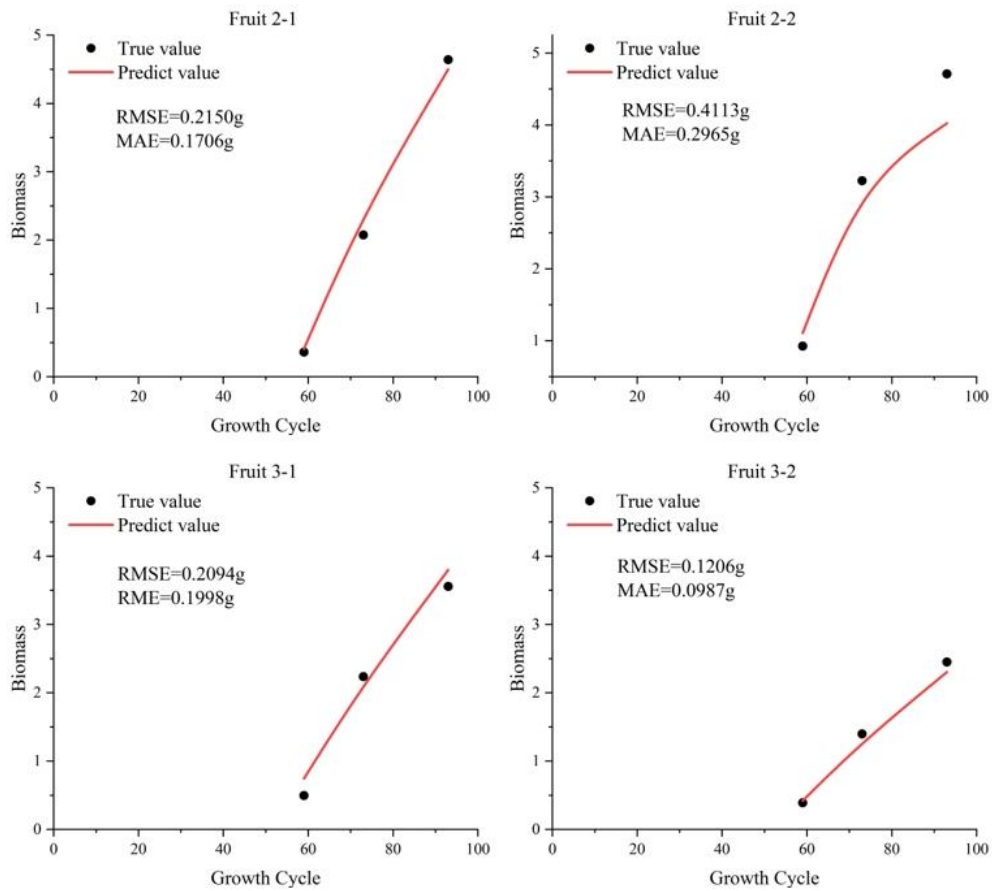 Fruit 2-1
True value
Predict value
RMSE=0.2150g
MAE=0.1706g
5
4
3
2
1
0
Biomass
0 20 40 60 80 100
Growth Cycle
Fruit 2-2
True value
Predict value
RMSE=0.4113g
MAE=0.2965g
5
4
3
2
1
Biomass
0 20 40 60 80 100
Growth Cycle
Fruit 3-1
True value
Predict value
RMSE=0.2094g
RME=0.1998g
5
4
3
2
1
0
Biomass
0 20 40 60 80 100
Growth Cycle
Fruit 3-2
True value
Predict value
RMSE=0.1206g
MAE=0.0987g
5
4
3
2
1
0
Biomass
0 20 40 60 80 100
Growth Cycle